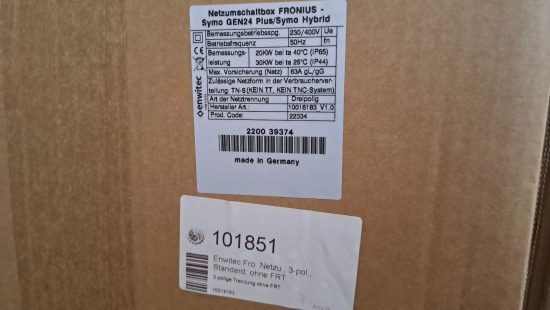 Netzumschaltbox FRONIUS -
Symo GEN24 Plus/Symo Hybrid
Bemessungsbetriebsspg. 230/400V Ue
Betriebsfrequenz 50Hz fn
Bemessungs- 20KW bei ta 40°C (IP65)
leistung 30KW bei ta 25°C (IP44)
Max. Vorsicherung (Netz) 63A gL/gG
Zulässige Netzform in der Verbraucherver-
teilung: TN-S (KEIN TT, KEIN TNC-System)
Art der Netztrennung Dreipolig
Hersteller Art.: 10016183 V1.0
Prod. Code: 22334
enwitec
CE
2200 39374
made in Germany
101851
Enwitec Fro. Netzu., 3-pol.,
Standard, ohne FRT
3-polige Trennung ohne FRT
10016183